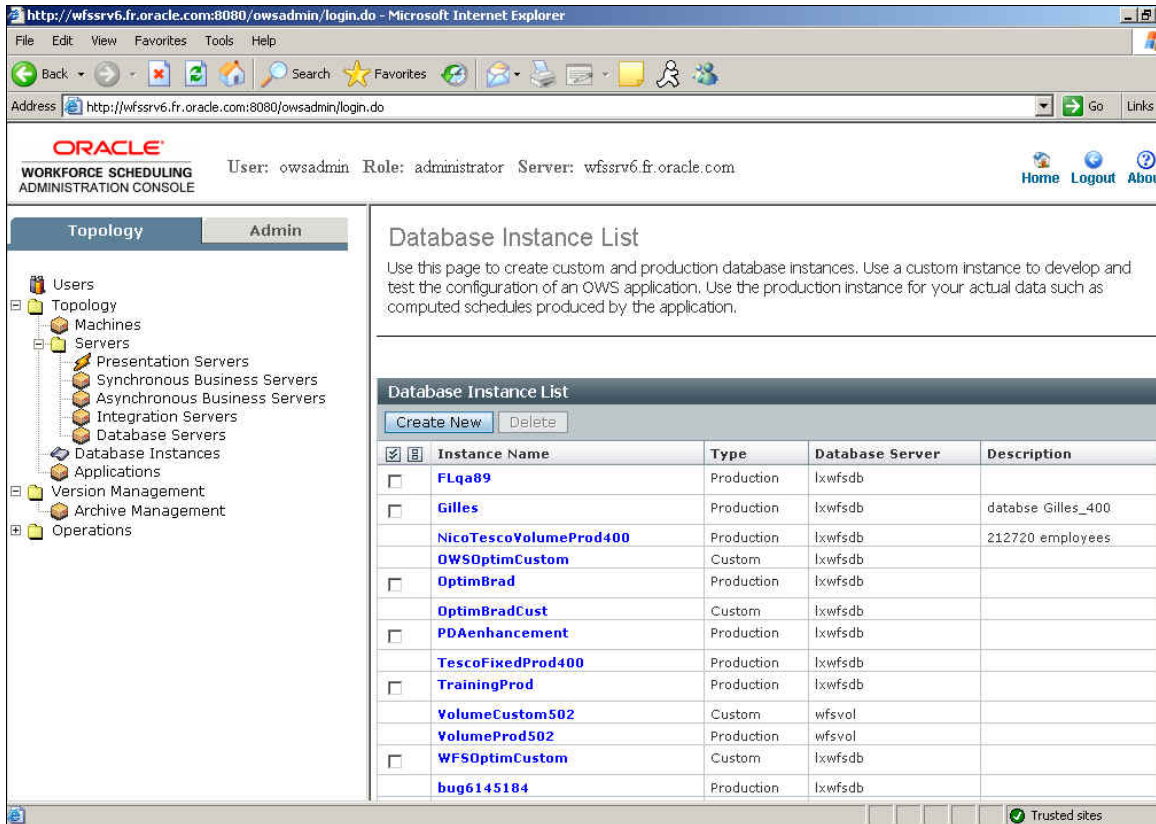 http://wfssrv6.fr.oracle.com:8080/owsadmin/login.do - Microsoft Internet Explorer
File Edit View Favorites Tools Help
Back Search Favorites
Address http://wfssrv6.fr.oracle.com:8080/owsadmin/login.do Go Links
ORACLE
WORKFORCE SCHEDULING
ADMINISTRATION CONSOLE
User: owsadmin Role: administrator Server: wfssrv6.fr.oracle.com
Home Logout Abou
Topology Admin
Users
Topology
Machines
Servers
Presentation Servers
Synchronous Business Servers
Asynchronous Business Servers
Integration Servers
Database Servers
Database Instances
Applications
Version Management
Archive Management
Operations
Database Instance List
Use this page to create custom and production database instances. Use a custom instance to develop and
test the configuration of an OWS application. Use the production instance for your actual data such as
computed schedules produced by the application.
Database Instance List
Create New Delete
Instance Name Type Database Server Description
FLqa89 Production lxwfsdb
Gilles Production lxwfsdb databse Gilles_400
NicoTescoVolumeProd400 Production lxwfsdb 212720 employees
OWSOptimCustom Custom lxwfsdb
OptimBrad Production lxwfsdb
OptimBradCust Custom lxwfsdb
PDAenhancement Production lxwfsdb
TescoFixedProd400 Production lxwfsdb
TrainingProd Production lxwfsdb
VolumeCustom502 Custom wfsvol
VolumeProd502 Production wfsvol
WFSOptimCustom Custom lxwfsdb
bug6145184 Production lxwfsdb
Trusted sites